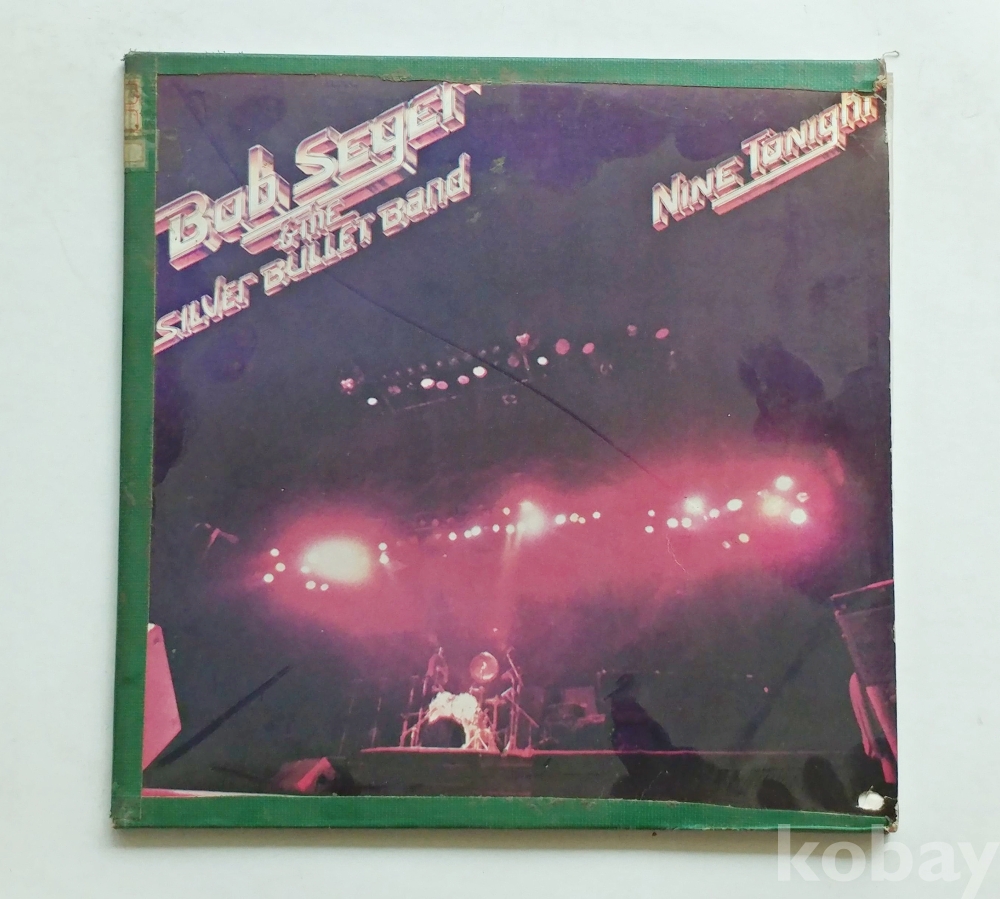 Bob Seger
& THE
SILVER BULLET Band
NINE TONIGHT
kobay